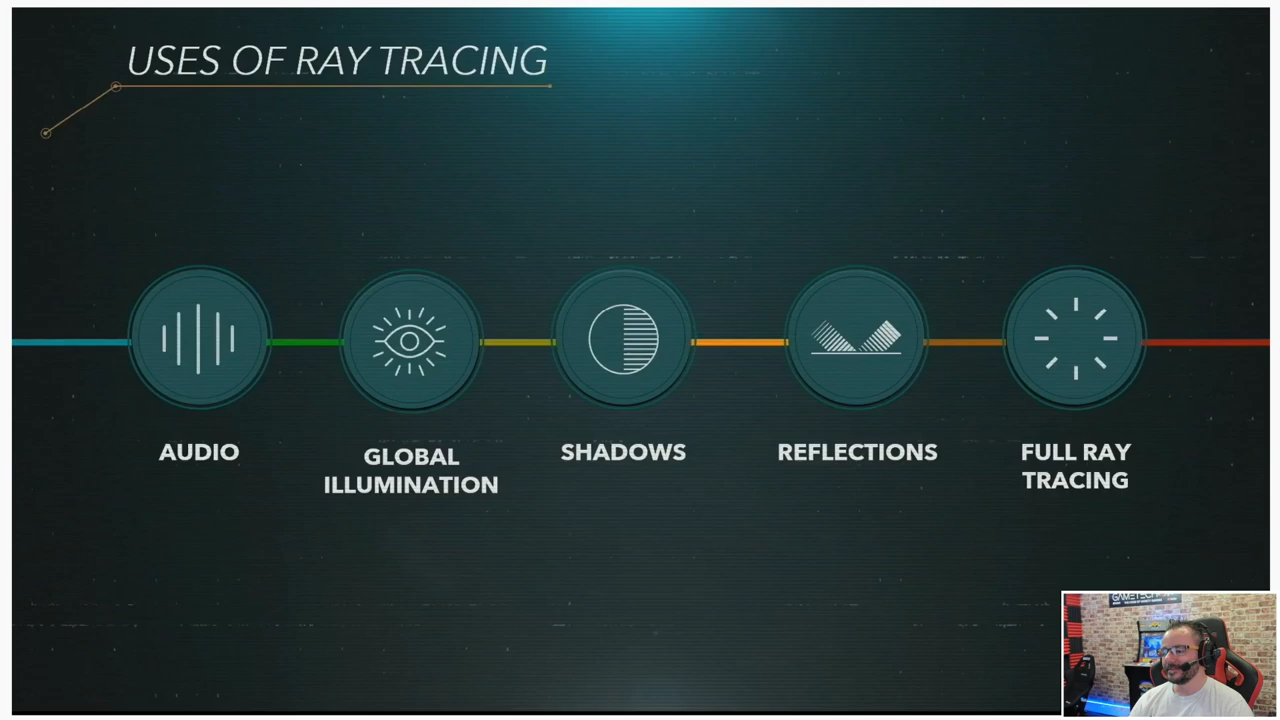 USES OF RAY TRACING
AUDIO
GLOBAL
ILLUMINATION
SHADOWS
REFLECTIONS
FULL RAY
TRACING